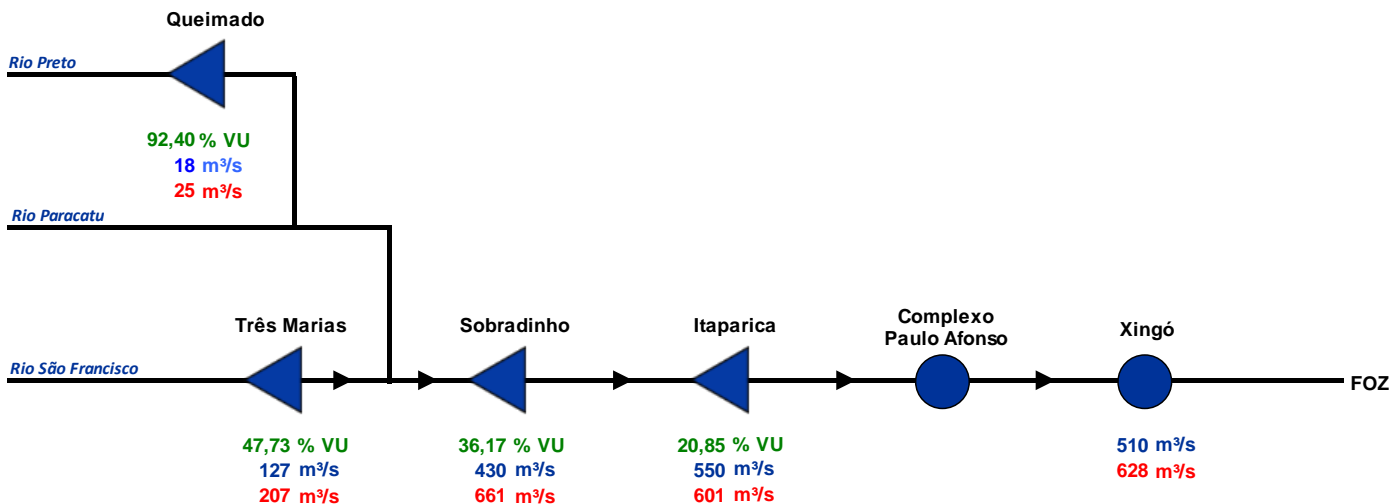 Queimado
Rio Preto
92,40 % VU
18 m³/s
25 m³/s
Rio Paracatu
Três Marias
Sobradinho
Itaparica
Complexo
Paulo Afonso
Xingó
Rio São Francisco
FOZ
47,73 % VU
127 m³/s
207 m³/s
36,17 % VU
430 m³/s
661 m³/s
20,85 % VU
550 m³/s
601 m³/s
510 m³/s
628 m³/s